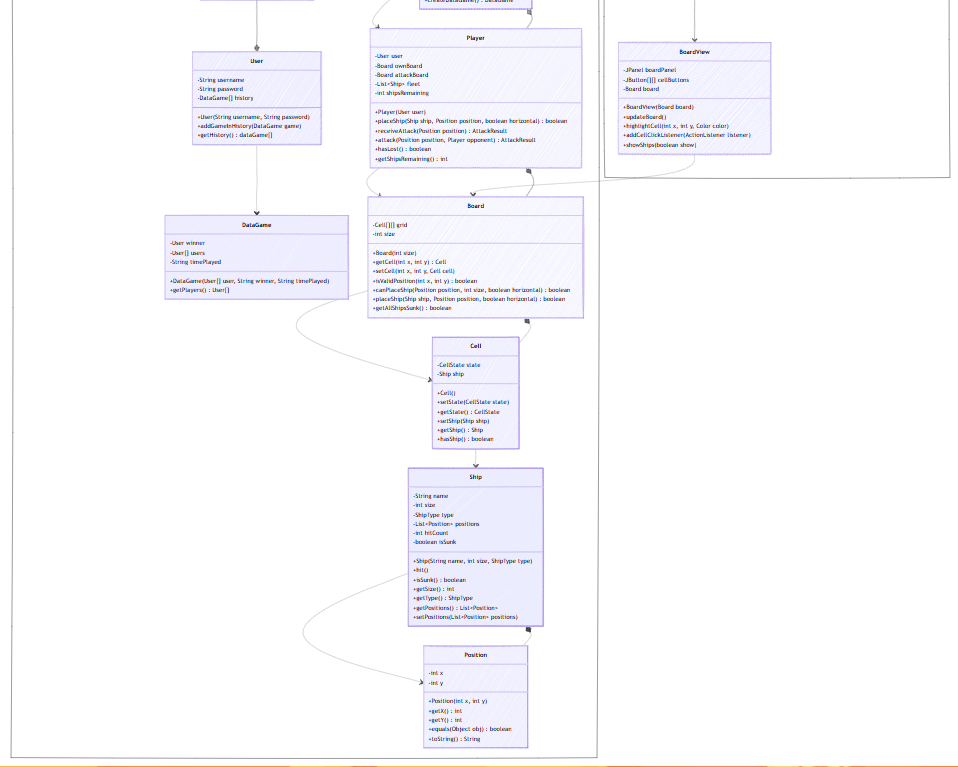 +createDataGame() : DataGame
Player
-User user
-Board ownBoard
-Board attackBoard
-List<Ship> fleet
-int shipsRemaining
+Player(User user)
+placeShip(Ship ship, Position position, boolean horizontal) : boolean
+receiveAttack(Position position) : AttackResult
+attack(Position position, Player opponent) : AttackResult
+hasLost() : boolean
+getShipsRemaining() : int
BoardView
-JPanel boardPanel
-JButton[][] cellButtons
-Board board
+BoardView(Board board)
+updateBoard()
+highlightCell(int x, int y, Color color)
+addCellClickListener(ActionListener listener)
+showShips(boolean show)
User
-String username
-String password
-DataGame[] history
+User(String username, String password)
+addGameInHistory(DataGame game)
+getHistory() : dataGame[]
DataGame
-User winner
-User[] users
-String timePlayed
+DataGame(User[] user, String winner, String timePlayed)
+getPlayers() : User[]
Board
-Cell[][] grid
-int size
+Board(int size)
+getCell(int x, int y) : Cell
+setCell(int x, int y, Cell cell)
+isValidPosition(int x, int y) : boolean
+canPlaceShip(Position position, int size, boolean horizontal) : boolean
+placeShip(Ship ship, Position position, boolean horizontal) : boolean
+getAllShipsSunk() : boolean
Cell
-CellState state
-Ship ship
+Cell()
+setState(CellState state)
+getState() : CellState
+setShip(Ship ship)
+getShip() : Ship
+hasShip() : boolean
Ship
-String name
-int size
-ShipType type
-List<Position> positions
-int hitCount
-boolean isSunk
+Ship(String name, int size, ShipType type)
+hit()
+isSunk() : boolean
+getSize() : int
+getType() : ShipType
+getPositions() : List<Position>
+setPositions(List<Position> positions)
Position
-int x
-int y
+Position(int x, int y)
+getX() : int
+getY() : int
+equals(Object obj) : boolean
+toString() : String